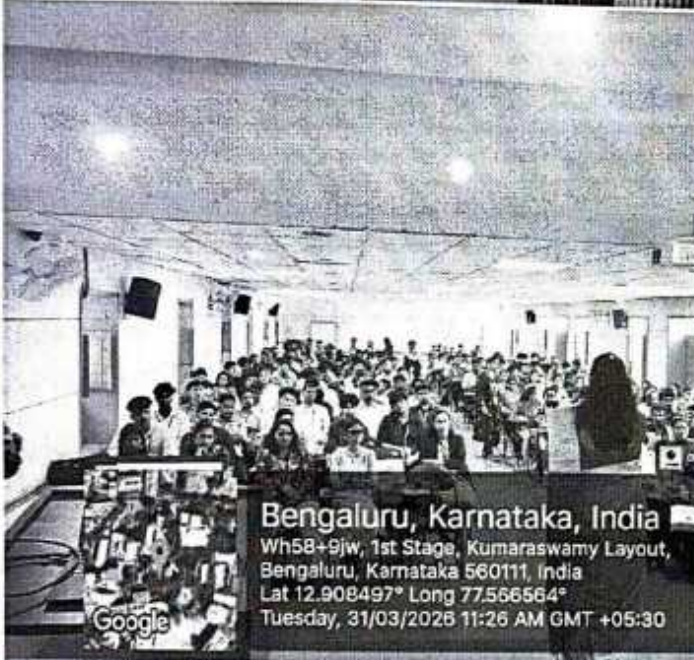 Bengaluru, Karnataka, India
Wh58+9jw, 1st Stage, Kumaraswamy Layout,
Bengaluru, Karnataka 560111, India
Lat 12.908497° Long 77.566564°
Tuesday, 31/03/2026 11:26 AM GMT +05:30
Google